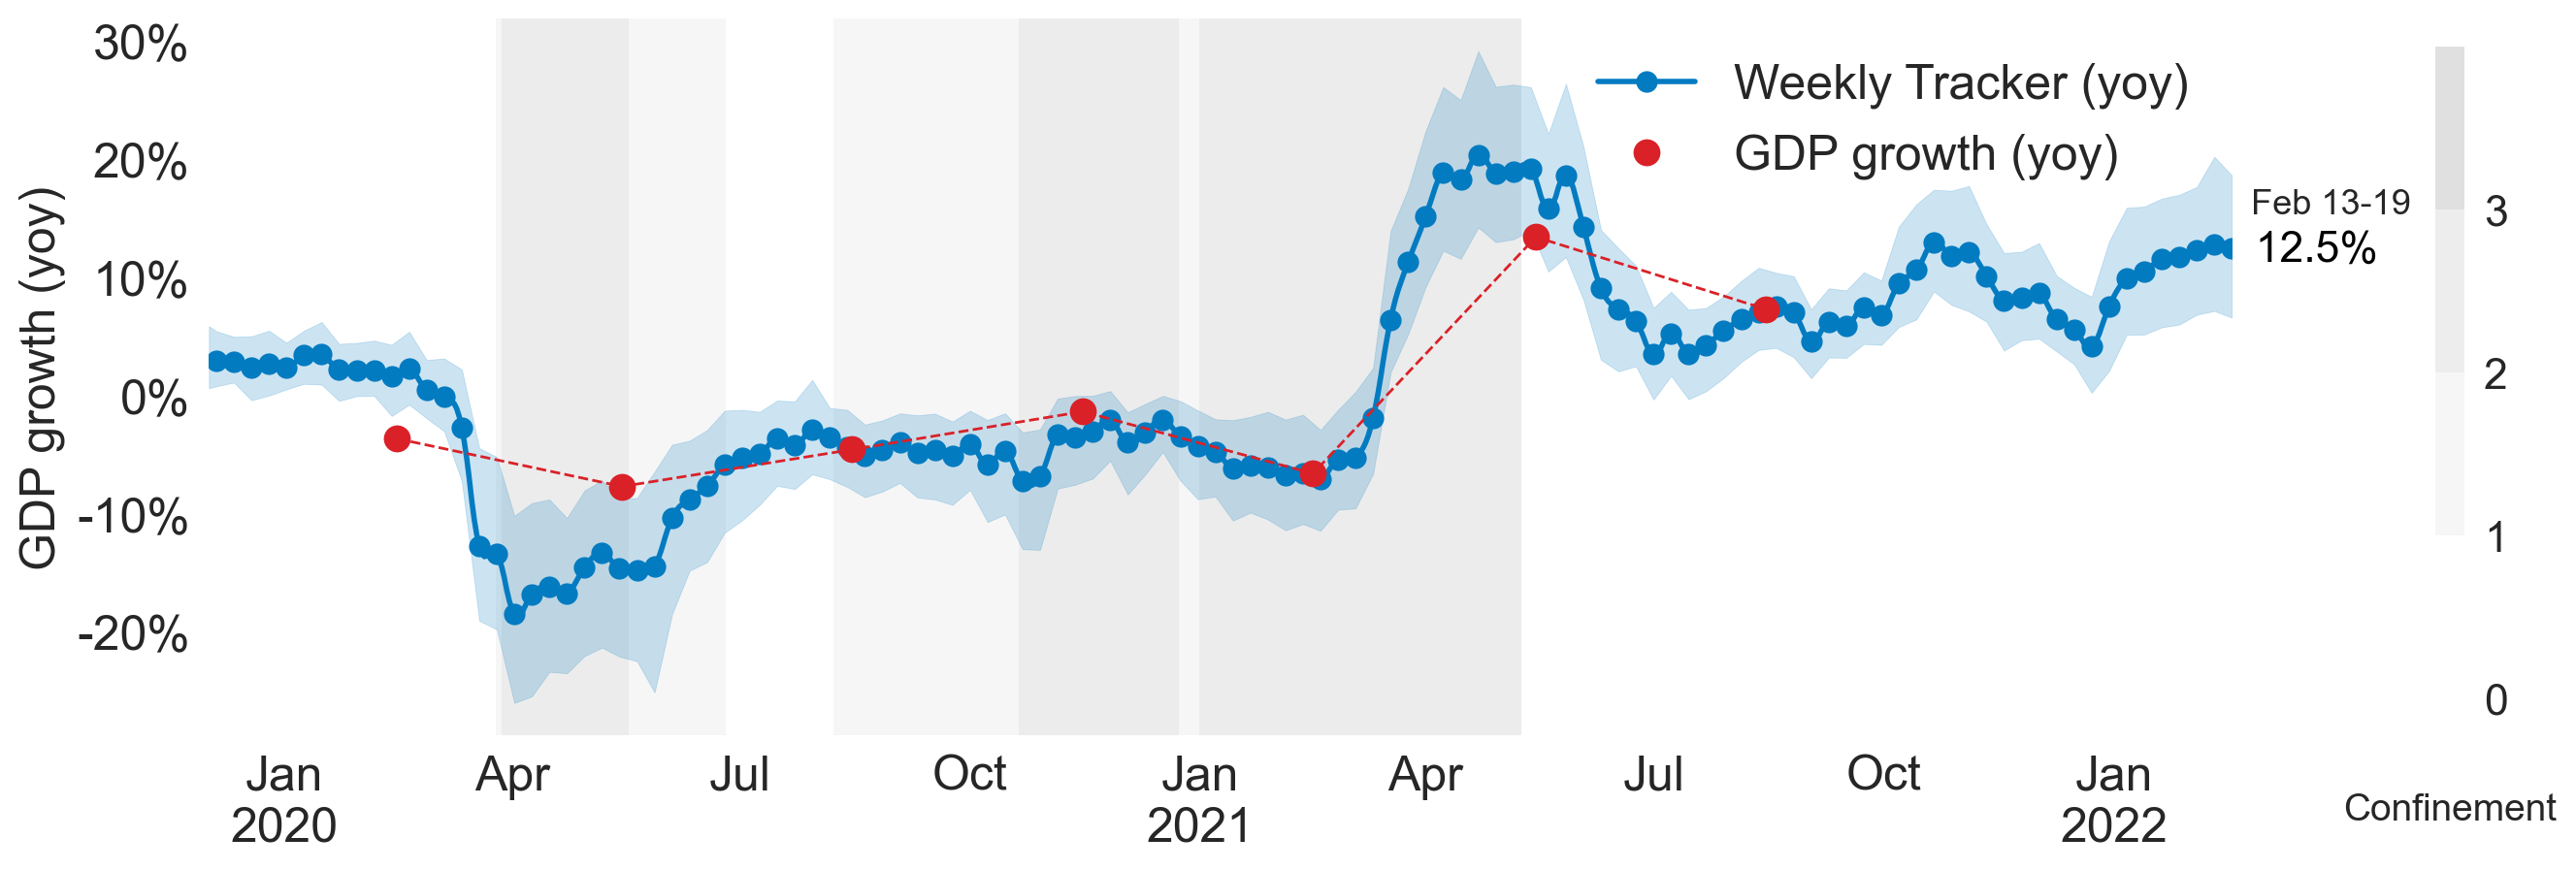 GDP growth (yoy)
30%
20%
10%
0%
-10%
-20%
Weekly Tracker (yoy)
GDP growth (yoy)
Feb 13-19
12.5%
3
2
1
0
Confinement
Jan Apr Jul Oct Jan Apr Jul Oct Jan
2020 2021 2022